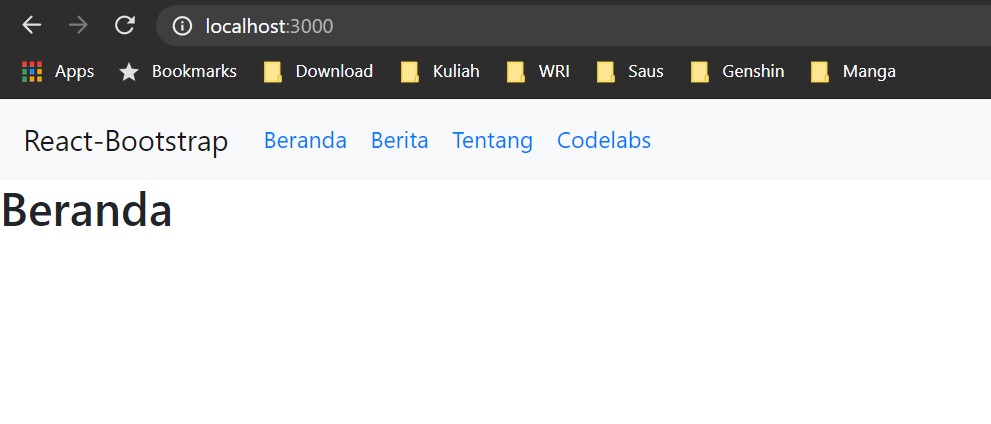 localhost:3000
Apps Bookmarks Download Kuliah WRI Saus Genshin Manga
React-Bootstrap Beranda Berita Tentang Codelabs
Beranda